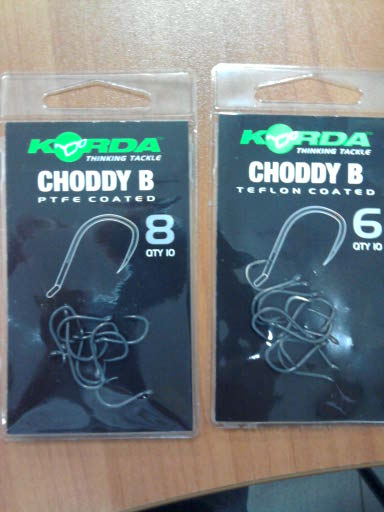 KORDA
THINKING TACKLE
CHODDY B
PTFE COATED
8
QTY 10
KORDA
THINKING TACKLE
CHODDY B
TEFLON COATED
6
QTY 10